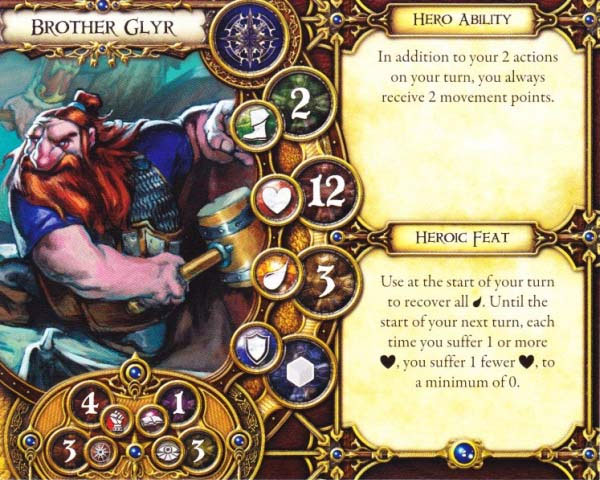 BROTHER GLYR
2
12
3
4
1
3
3
HERO ABILITY
In addition to your 2 actions
on your turn, you always
receive 2 movement points.
HEROIC FEAT
Use at the start of your turn
to recover all . Until the
start of your next turn, each
time you suffer 1 or more
, you suffer 1 fewer , to
a minimum of 0.